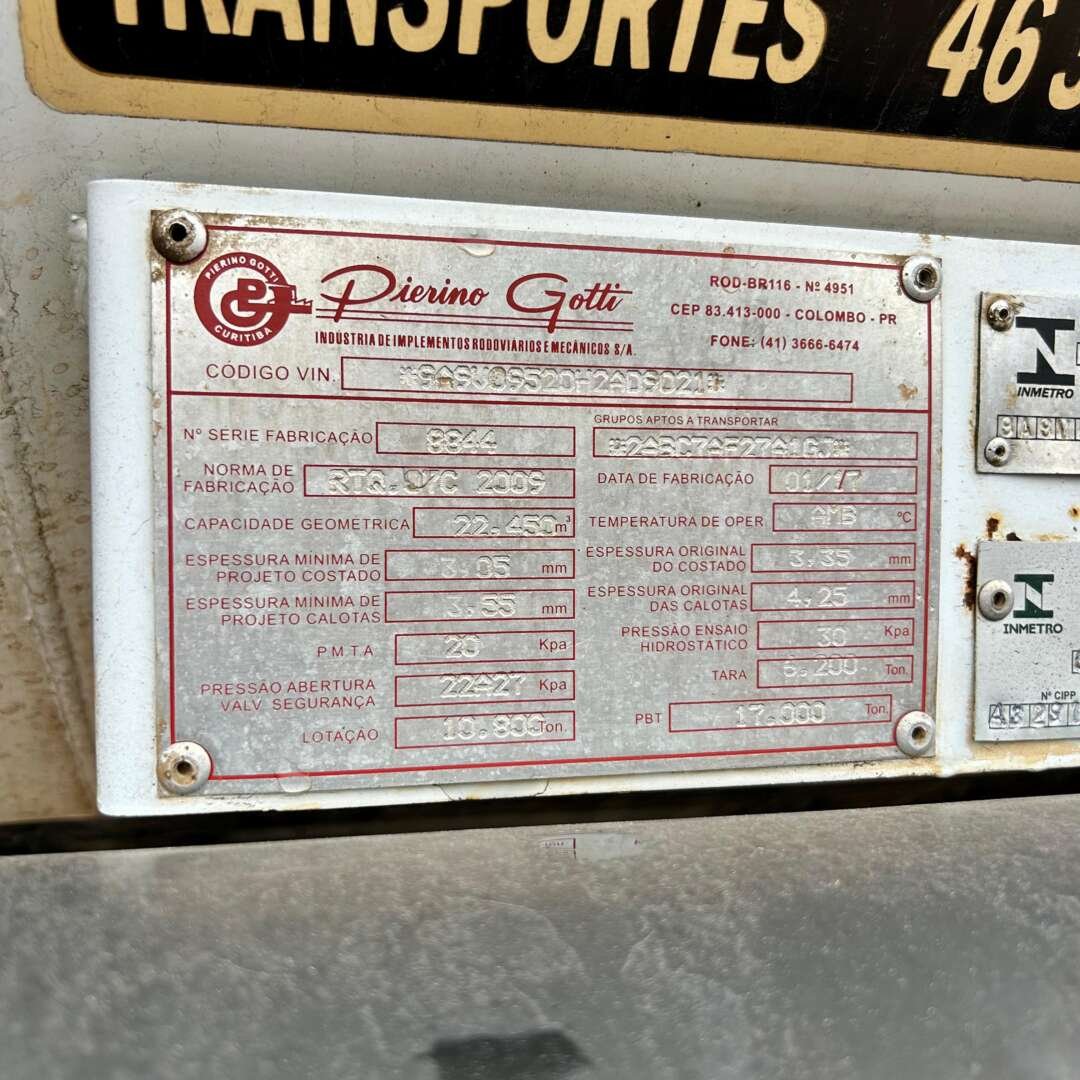 TRANSPORTES 46
PIERINO GOTTI
CURITIBA
Pierino Gotti
INDÚSTRIA DE IMPLEMENTOS RODOVIÁRIOS E MECÂNICOS S/A.
ROD-BR116 - Nº 4951
CEP 83.413-000 - COLOMBO - PR
FONE: (41) 3666-6474
CÓDIGO VIN.
Nº SERIE FABRICAÇÃO 8844
GRUPOS APTOS A TRANSPORTAR
*2ABC7AF27A1GJ*
NORMA DE FABRICAÇÃO RTQ. 7C 2009
DATA DE FABRICAÇÃO 01/17
CAPACIDADE GEOMETRICA 22.450 m³
TEMPERATURA DE OPER AMB °C
ESPESSURA MINIMA DE PROJETO COSTADO 3.05 mm
ESPESSURA ORIGINAL DO COSTADO 3.35 mm
ESPESSURA MINIMA DE PROJETO CALOTAS 3.55 mm
ESPESSURA ORIGINAL DAS CALOTAS 4.25 mm
P.M.T.A. 20 Kpa
PRESSÃO ENSAIO HIDROSTÁTICO 30 Kpa
PRESSÃO ABERTURA VALV SEGURANÇA 22A27 Kpa
TARA 6.200 Ton.
LOTAÇÃO 10.800 Ton.
PBT 17.000 Ton.
INMETRO
INMETRO
Nº CIPP